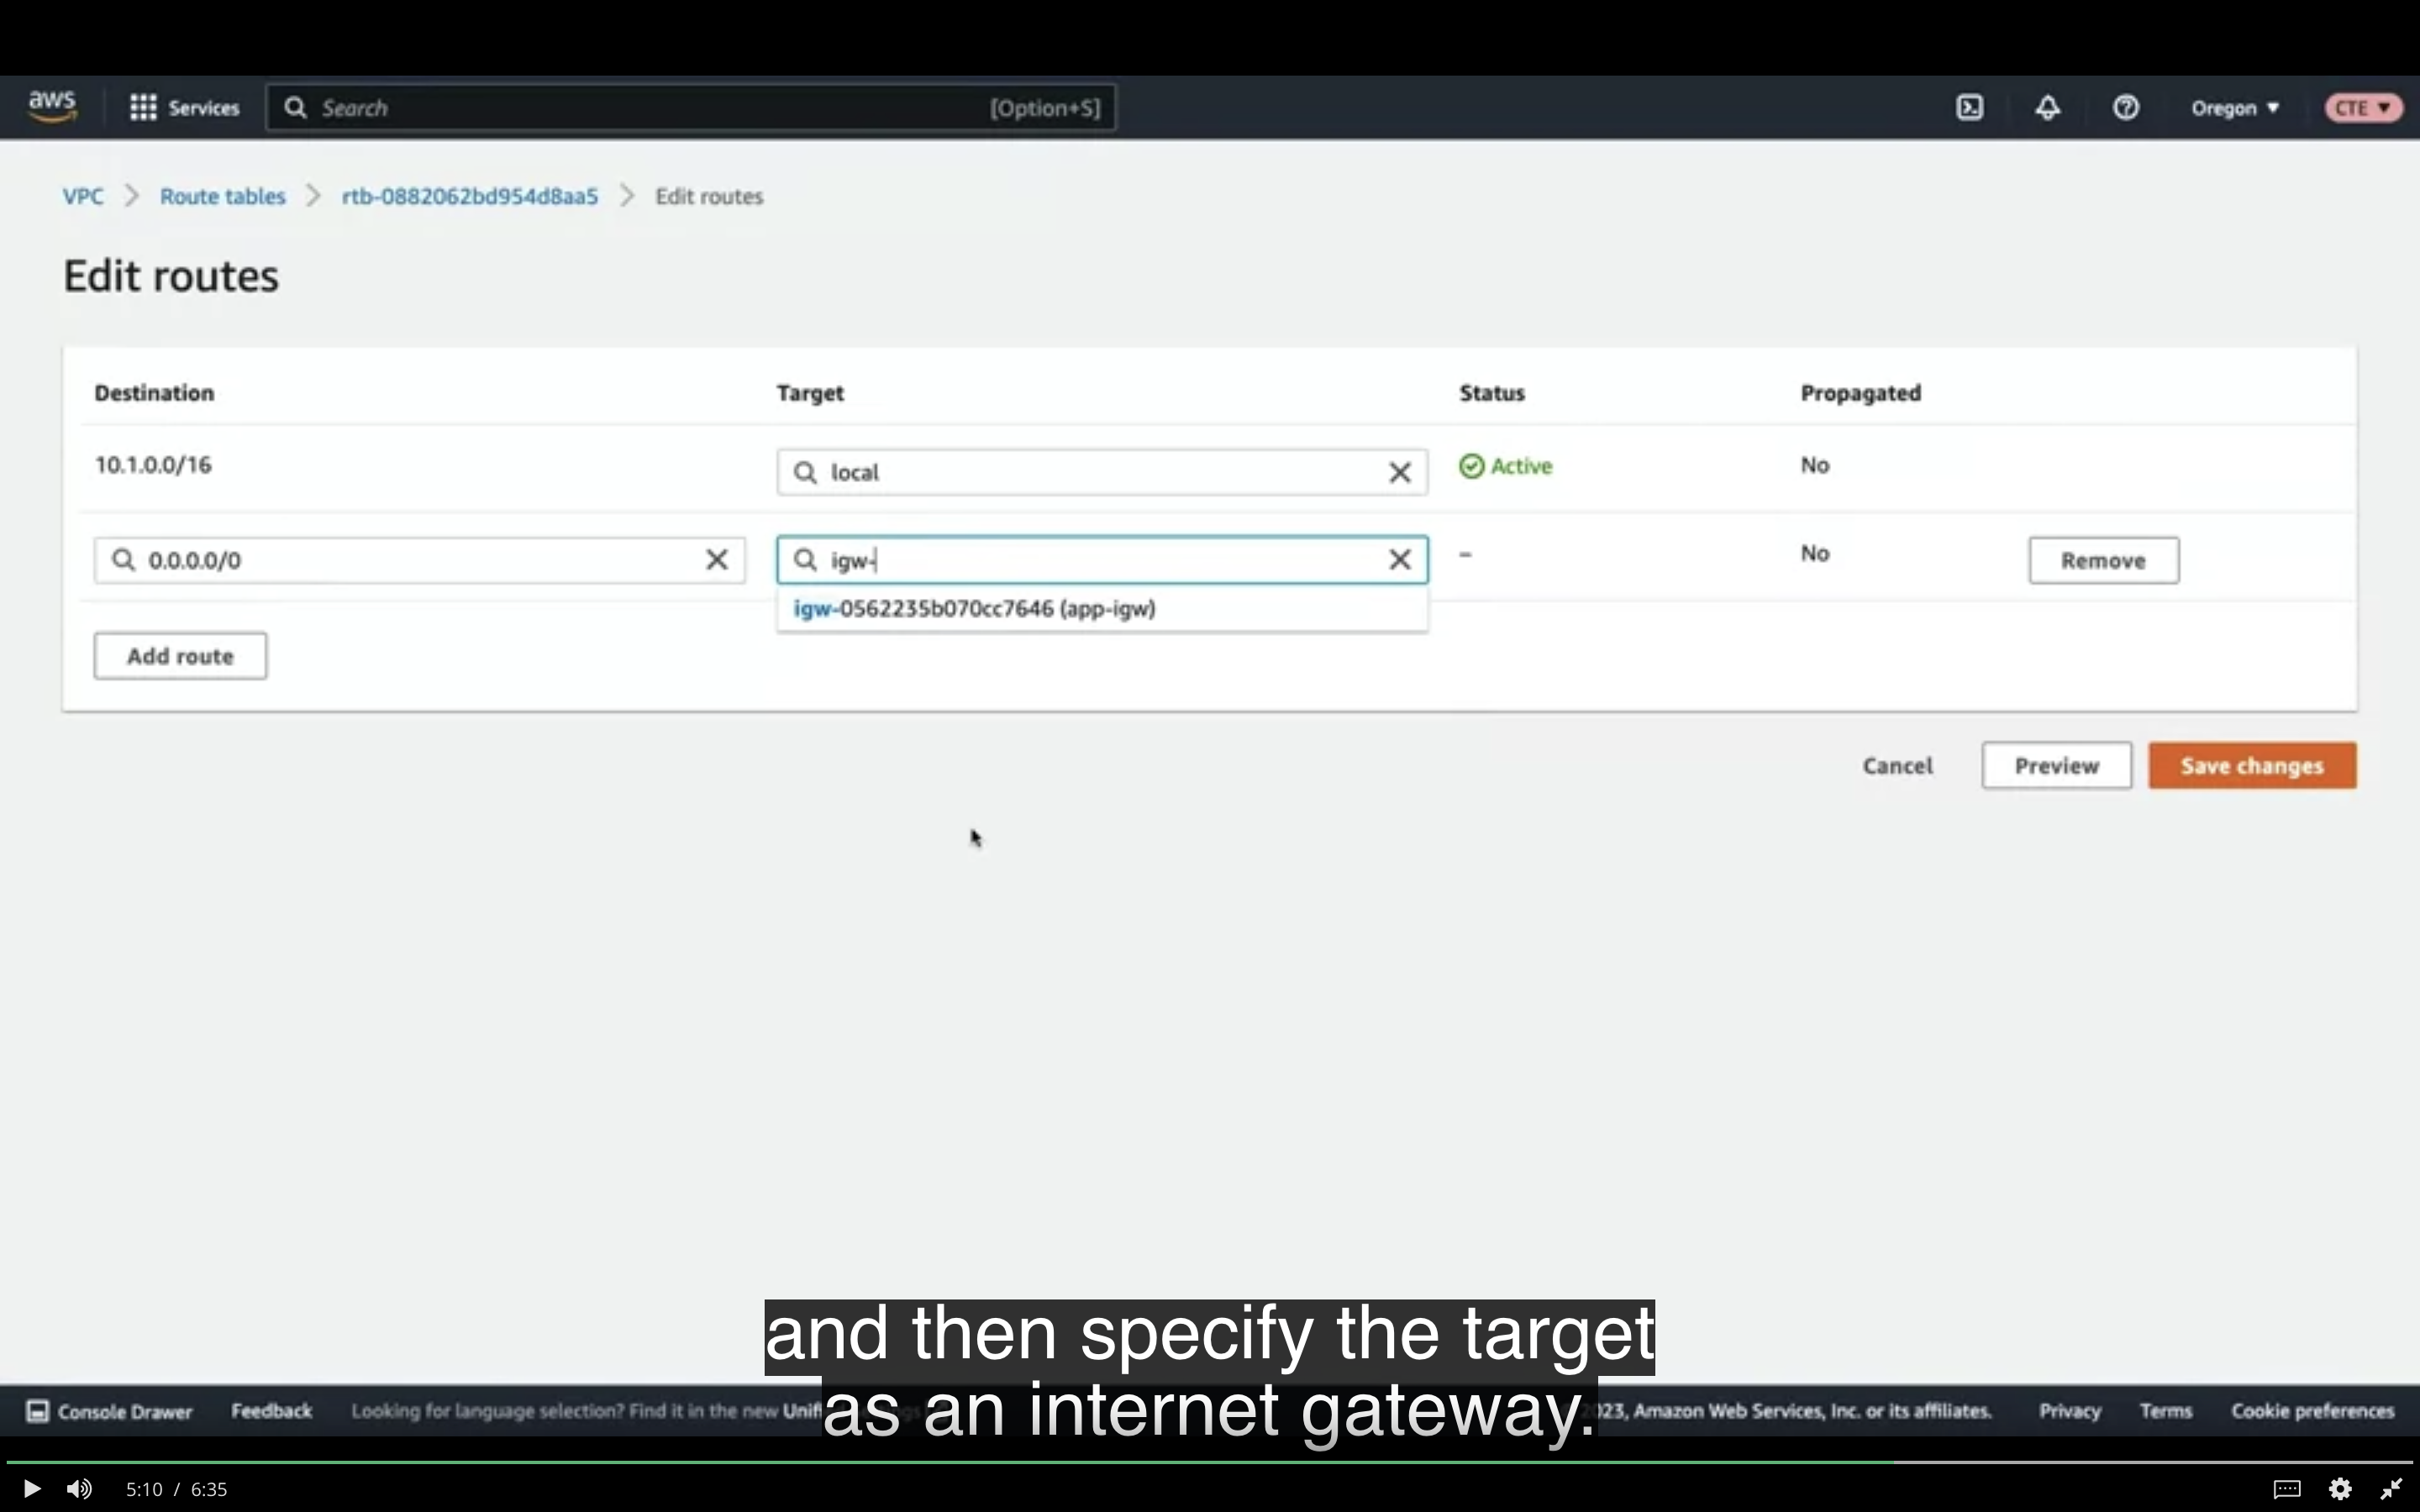 aws
Services
Search
[Option+S]
Oregon
CTE
VPC
Route tables
rtb-0882062bd954d8aa5
Edit routes
Edit routes
Destination
Target
Status
Propagated
10.1.0.0/16
local
Active
No
0.0.0.0/0
igw-
–
No
Remove
igw-0562235b070cc7646 (app-igw)
Add route
Cancel
Preview
Save changes
and then specify the target
as an internet gateway.
Console Drawer
Feedback
Looking for language selection? Find it in the new
Amazon Web Services, Inc. or its affiliates.
Privacy
Terms
Cookie preferences
5:10 / 6:35